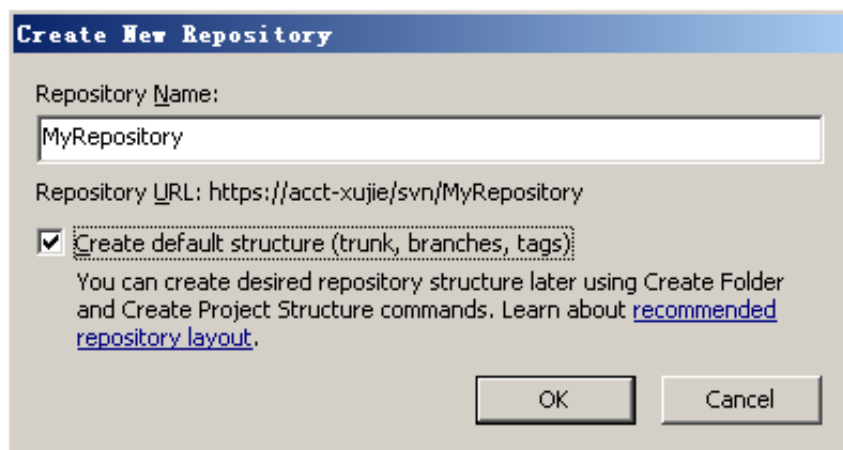 Create New Repository
Repository Name:
MyRepository
Repository URL: https://acct-xujie/svn/MyRepository
Create default structure (trunk, branches, tags)
You can create desired repository structure later using Create Folder
and Create Project Structure commands. Learn about recommended
repository layout.
OK Cancel